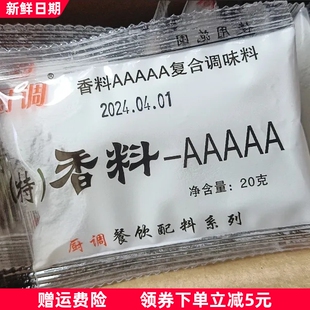 新鲜日期
调
香料AAAAA复合调味料
2024.04.01
(特)香料-AAAAA
净含量: 20克
厨调 餐饮配料系列
赠运费险
领券下单立减5元